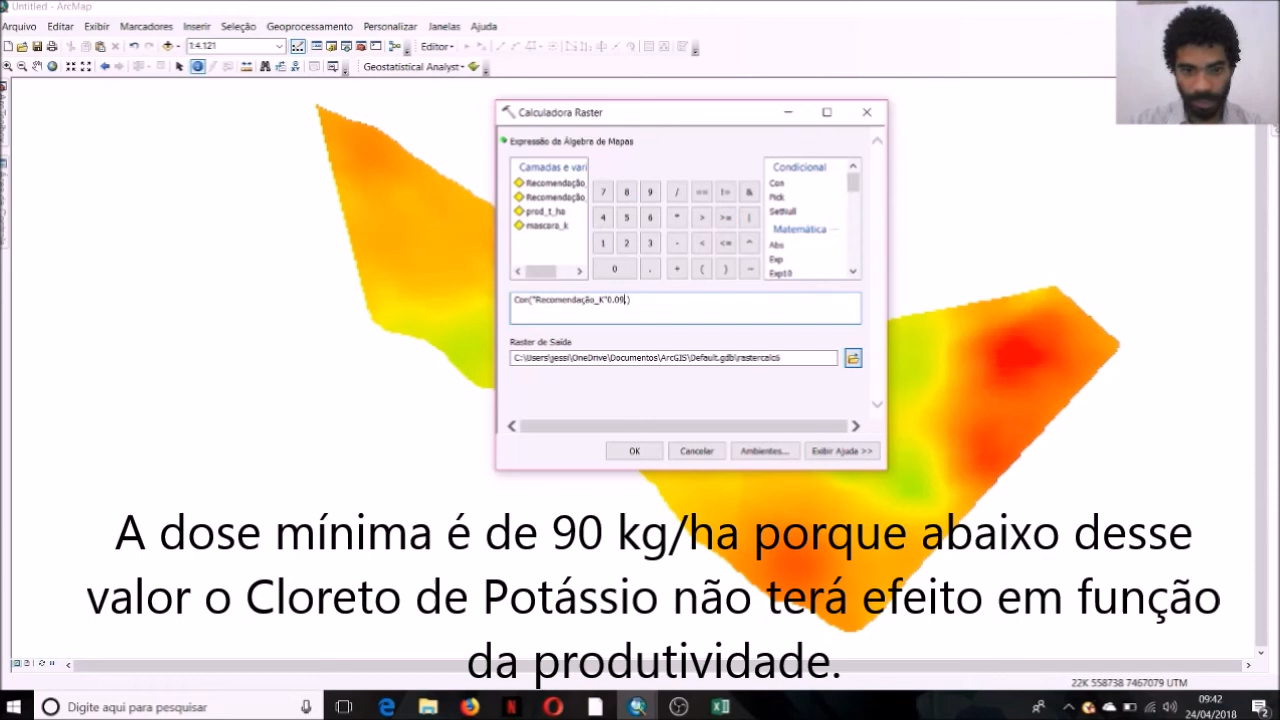 Untitled - ArcMap
Arquivo Editar Exibir Marcadores Inserir Seleção Geoprocessamento Personalizar Janelas Ajuda
1:4.121
Editor
Geostatistical Analyst
Calculadora Raster
Expressão da Álgebra de Mapas
Camadas e vari
Recomendação_
Recomendação_
prod_t_ha
mascara_k
7 8 9 / == != &
4 5 6 * > >= |
1 2 3 - < <= ^
0 . + ( ) ~
Condicional
Con
Pick
SetNull
Matemática
Abs
Exp
Exp10
Con("Recomendação_K"0.09,)
Raster de Saída
C:\Users\jessi\OneDrive\Documentos\ArcGIS\Default.gdb\rastercalc6
OK Cancelar Ambientes... Exibir Ajuda >>
A dose mínima é de 90 kg/ha porque abaixo desse
valor o Cloreto de Potássio não terá efeito em função
da produtividade.
22K 558738 7467079 UTM
Digite aqui para pesquisar
09:42
24/04/2018